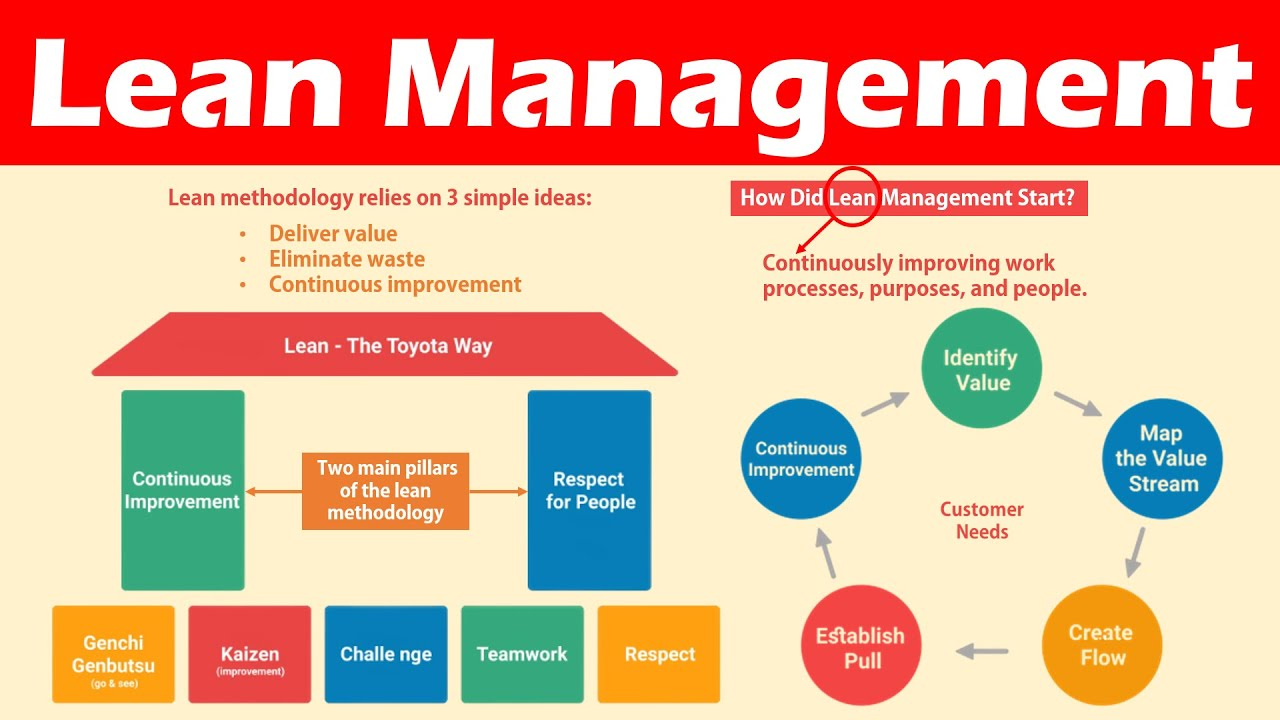 Lean Management
Lean methodology relies on 3 simple ideas:
• Deliver value
• Eliminate waste
• Continuous improvement
Lean - The Toyota Way
Continuous
Improvement
Two main pillars
of the lean
methodology
Respect
for People
Genchi
Genbutsu
(go & see)
Kaizen
(improvement)
Challe nge
Teamwork
Respect
How Did Lean Management Start?
Continuously improving work
processes, purposes, and people.
Identify
Value
Map
the Value
Stream
Create
Flow
Establish
Pull
Continuous
Improvement
Customer
Needs